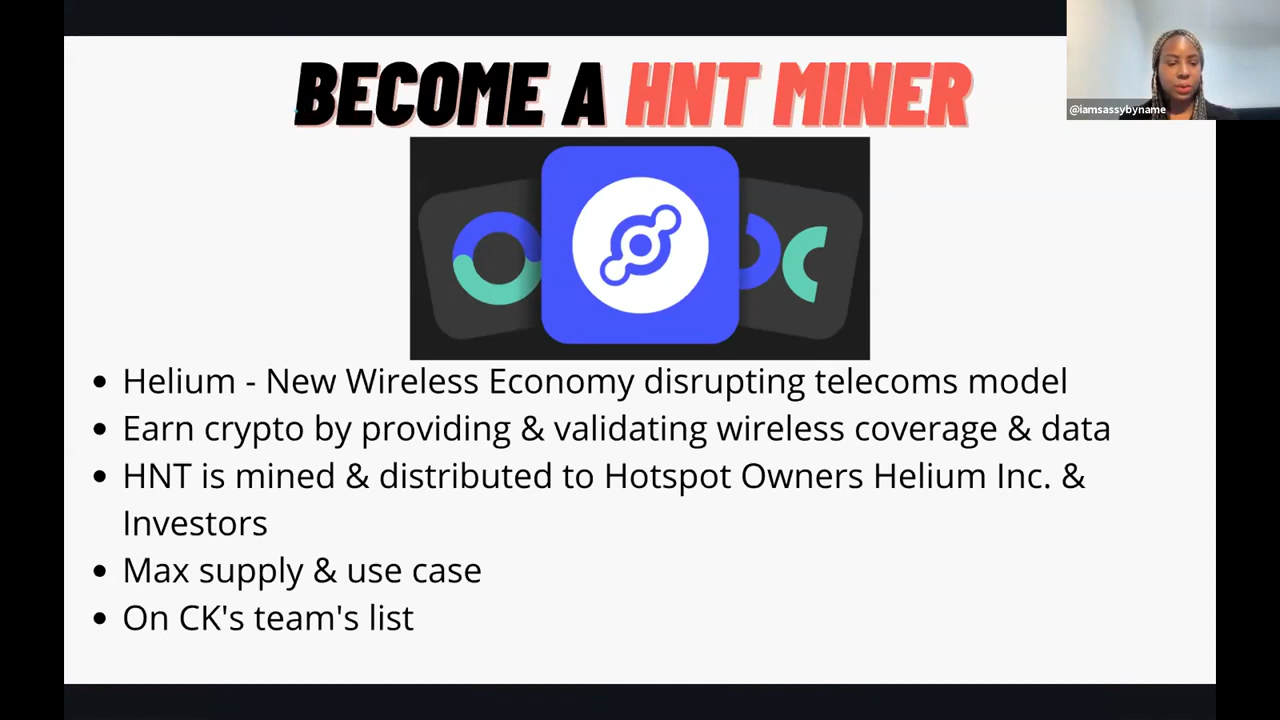 BECOME A HNT MINER
@iamsassybyname
• Helium - New Wireless Economy disrupting telecoms model
• Earn crypto by providing & validating wireless coverage & data
• HNT is mined & distributed to Hotspot Owners Helium Inc. &
Investors
• Max supply & use case
• On CK's team's list